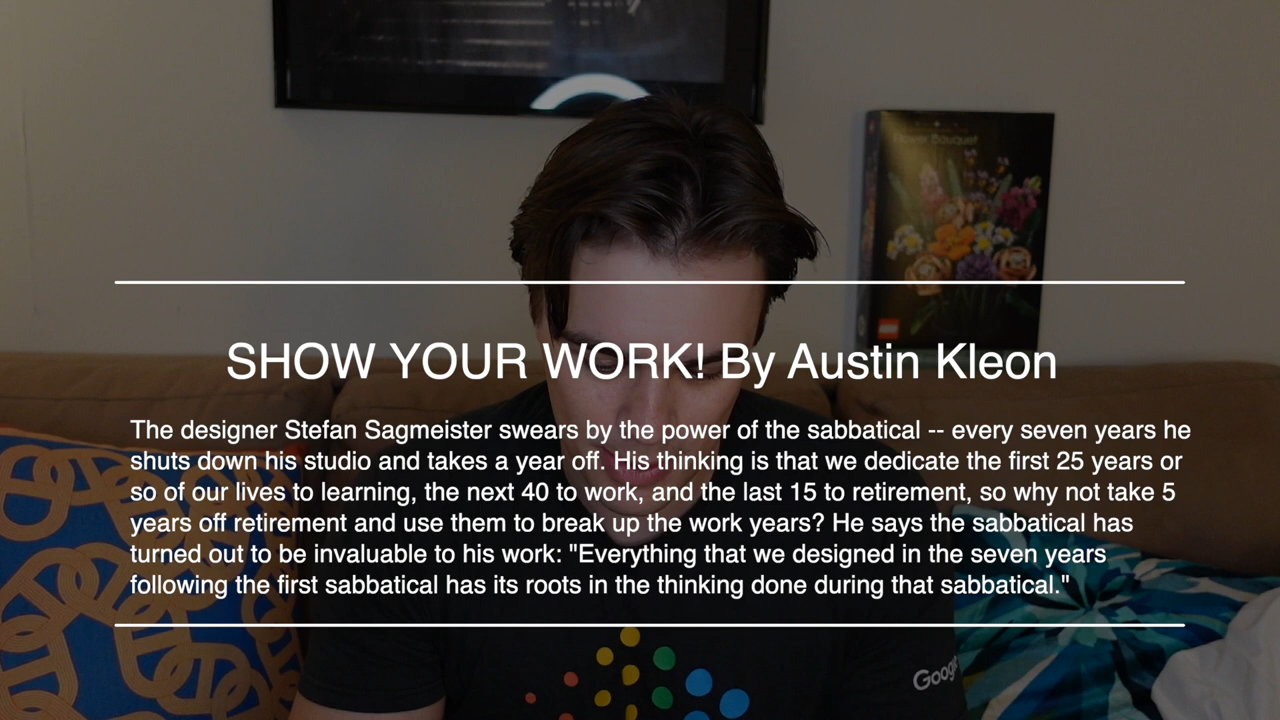 Flower Bouquet
LEGO
SHOW YOUR WORK! By Austin Kleon
The designer Stefan Sagmeister swears by the power of the sabbatical -- every seven years he
shuts down his studio and takes a year off. His thinking is that we dedicate the first 25 years or
so of our lives to learning, the next 40 to work, and the last 15 to retirement, so why not take 5
years off retirement and use them to break up the work years? He says the sabbatical has
turned out to be invaluable to his work: "Everything that we designed in the seven years
following the first sabbatical has its roots in the thinking done during that sabbatical."
Google